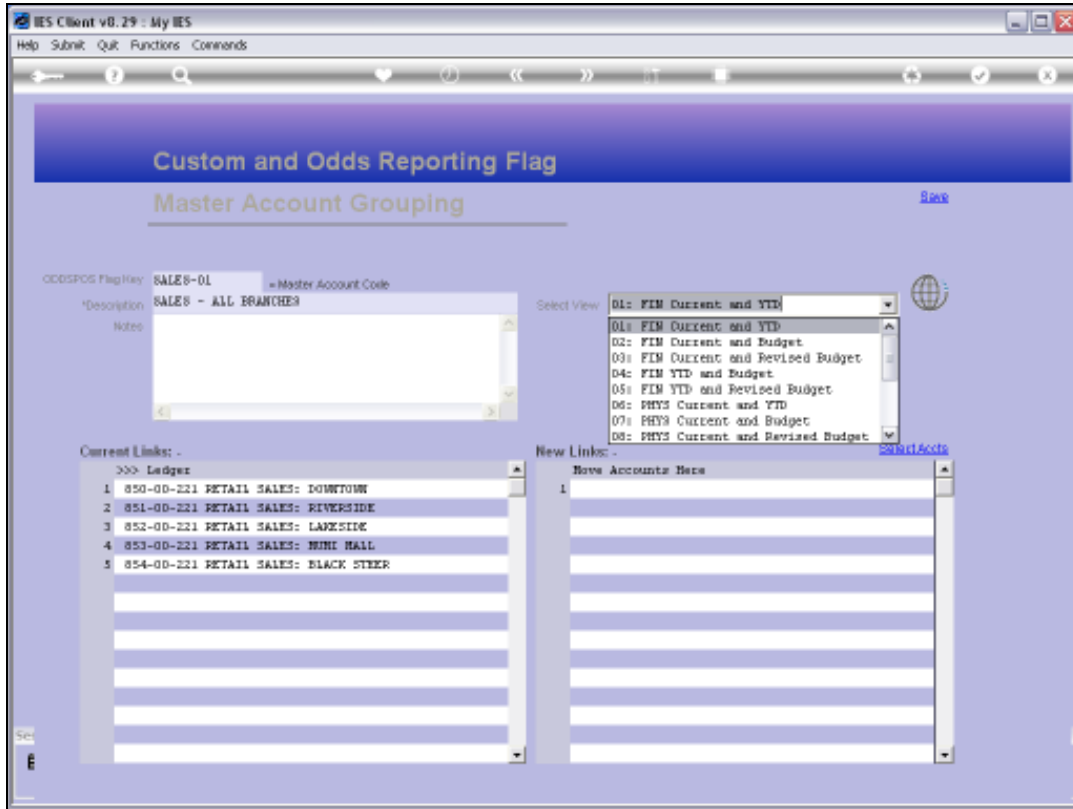 IES Client v8.29 : My IES
Help Submit Quit Functions Commands
Custom and Odds Reporting Flag
Master Account Grouping
Save
ODDSPOS Flag Key SALES-01 = Master Account Code
*Description SALES - ALL BRANCHES
Select View 01: FIN Current and YTD
Notes
01: FIN Current and YTD
02: FIN Current and Budget
03: FIN Current and Revised Budget
04: FIN YTD and Budget
05: FIN YTD and Revised Budget
06: PHYS Current and YTD
07: PHYS Current and Budget
08: PHYS Current and Revised Budget
Current Links: -
New Links: -
Select Accts
>>> Ledger
Move Accounts Here
1 850-00-221 RETAIL SALES: DOWNTOWN
1
2 851-00-221 RETAIL SALES: RIVERSIDE
3 852-00-221 RETAIL SALES: LAKESIDE
4 853-00-221 RETAIL SALES: MUMI MALL
5 854-00-221 RETAIL SALES: BLACK STEER